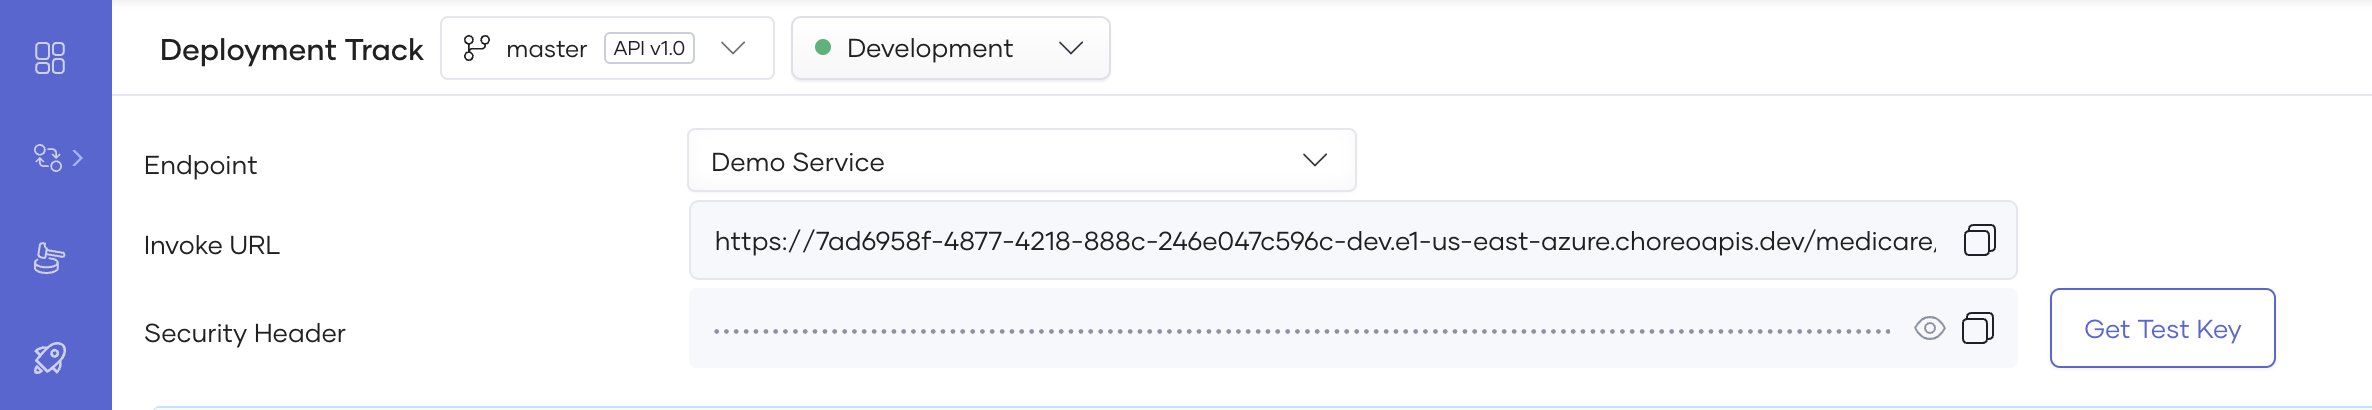 Deployment Track master API v1.0 Development
Endpoint Demo Service
Invoke URL https://7ad6958f-4877-4218-888c-246e047c596c-dev.e1-us-east-azure.choreoapis.dev/medicare/
Security Header Get Test Key